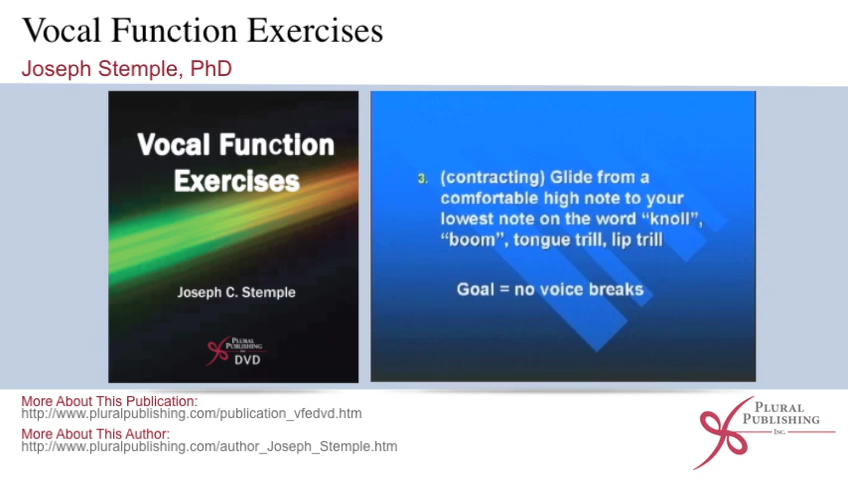 Vocal Function Exercises
Joseph Stemple, PhD
Vocal Function
Exercises
Joseph C. Stemple
PLURAL
PUBLISHING
INC.
DVD
3. (contracting) Glide from a
comfortable high note to your
lowest note on the word “knoll”,
“boom”, tongue trill, lip trill
Goal = no voice breaks
More About This Publication:
http://www.pluralpublishing.com/publication_vfedvd.htm
More About This Author:
http://www.pluralpublishing.com/author_Joseph_Stemple.htm
PLURAL
PUBLISHING
INC.